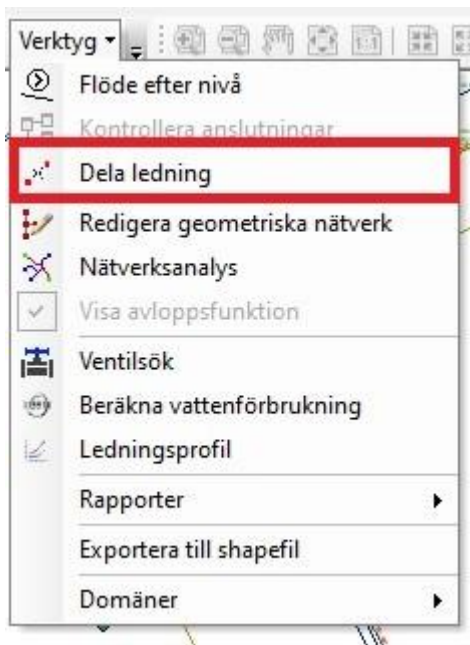 Verktyg
Flöde efter nivå
Kontrollera anslutningar
Dela ledning
Redigera geometriska nätverk
Nätverksanalys
Visa avloppsfunktion
Ventilsök
Beräkna vattenförbrukning
Ledningsprofil
Rapporter
Exportera till shapefil
Domäner